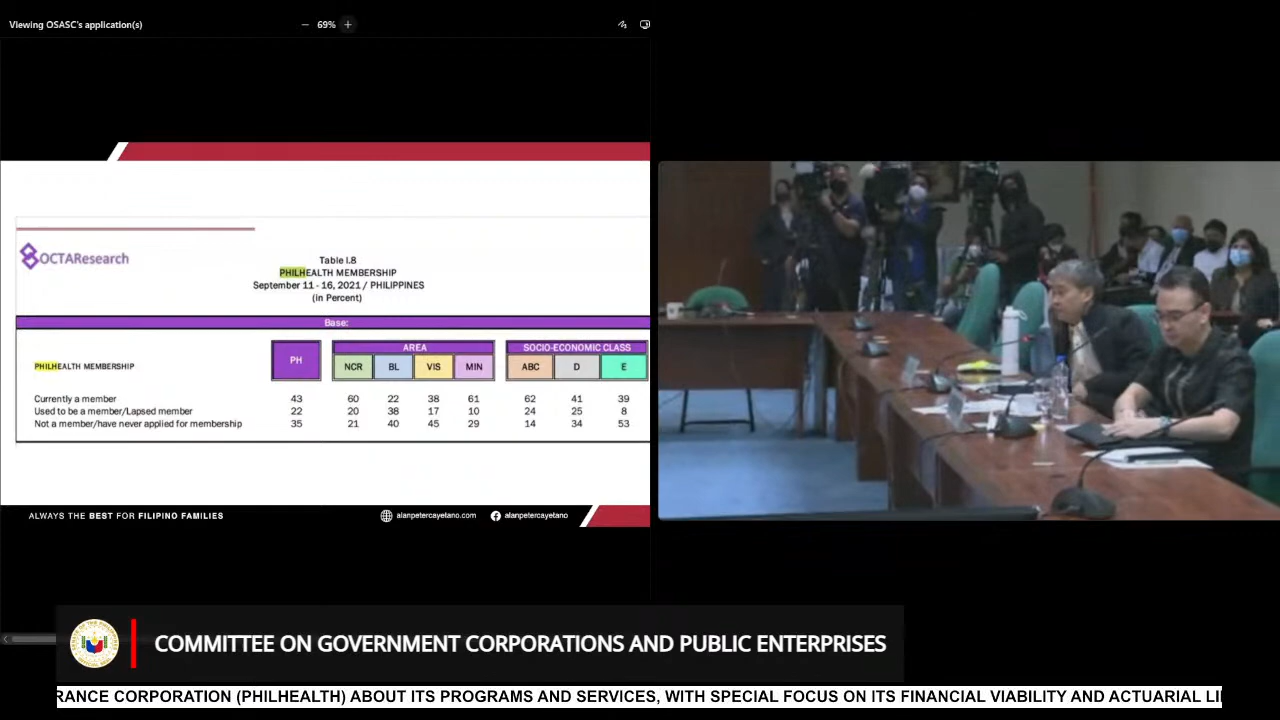 Viewing OSASC's application(s)
69%
OCTAResearch
Table I.8
PHILHEALTH MEMBERSHIP
September 11 - 16, 2021 / PHILIPPINES
(in Percent)
Base:
PHILHEALTH MEMBERSHIP
PH
AREA
SOCIO-ECONOMIC CLASS
NCR BL VIS MIN ABC D E
Currently a member 43 60 22 38 61 62 41 39
Used to be a member/Lapsed member 22 20 38 17 10 24 25 8
Not a member/have never applied for membership 35 21 40 45 29 14 34 53
ALWAYS THE BEST FOR FILIPINO FAMILIES
alanpetercayetano.com
alanpetercayetano
COMMITTEE ON GOVERNMENT CORPORATIONS AND PUBLIC ENTERPRISES
RANCE CORPORATION (PHILHEALTH) ABOUT ITS PROGRAMS AND SERVICES, WITH SPECIAL FOCUS ON ITS FINANCIAL VIABILITY AND ACTUARIAL LI